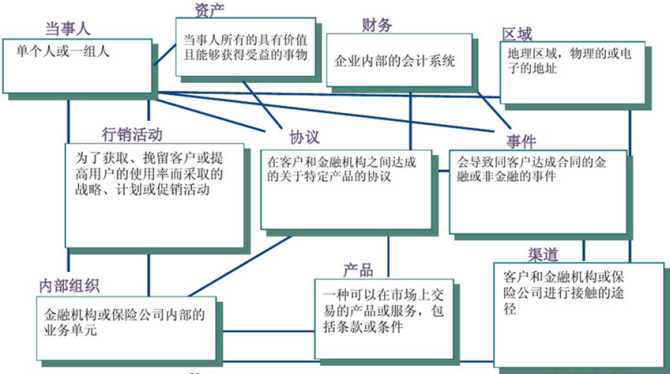 当事人
单个人或一组人
资产
当事人所有的具有价值
且能够获得受益的事物
财务
企业内部的会计系统
区域
地理区域，物理的或电
子的地址
行销活动
为了获取、挽留客户或提
高用户的使用率而采取的
战略、计划或促销活动
协议
在客户和金融机构之间达成
的关于特定产品的协议
事件
会导致同客户达成合同的金
融或非金融的事件
内部组织
金融机构或保险公司内部的
业务单元
产品
一种可以在市场上交
易的产品或服务，包
括条款或条件
渠道
客户和金融机构或保
险公司进行接触的途
径